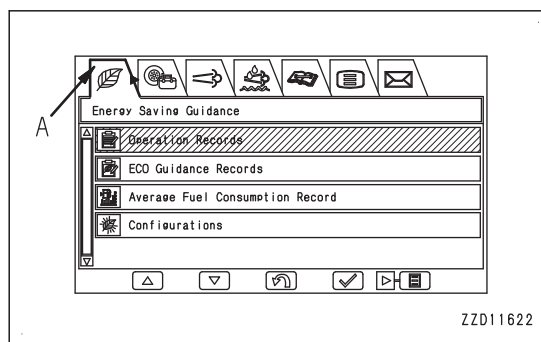 A
Energy Saving Guidance
Operation Records
ECO Guidance Records
Average Fuel Consumption Record
Configurations
ZZD11622